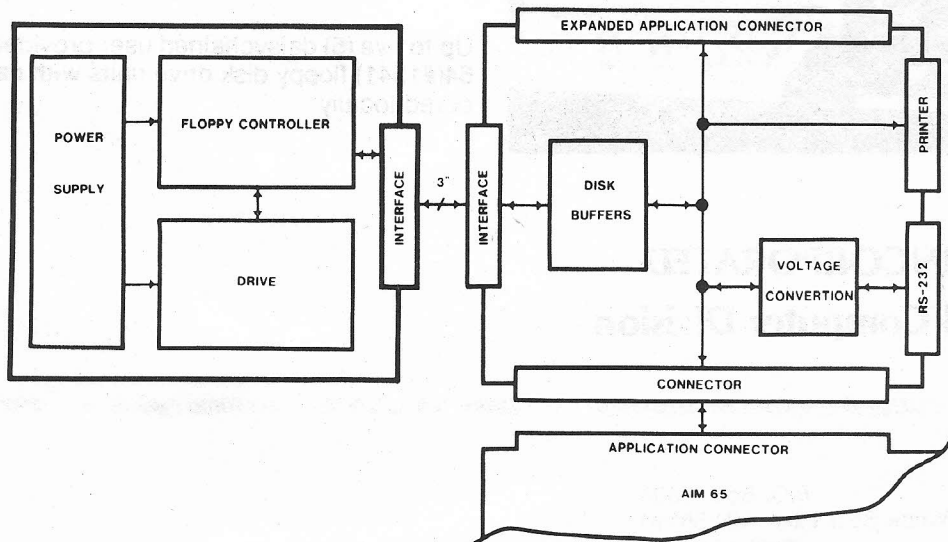 EXPANDED APPLICATION CONNECTOR
POWER
SUPPLY
FLOPPY CONTROLLER
DRIVE
INTERFACE
3"
INTERFACE
DISK
BUFFERS
PRINTER
VOLTAGE
CONVERTION
RS-232
CONNECTOR
APPLICATION CONNECTOR
AIM 65